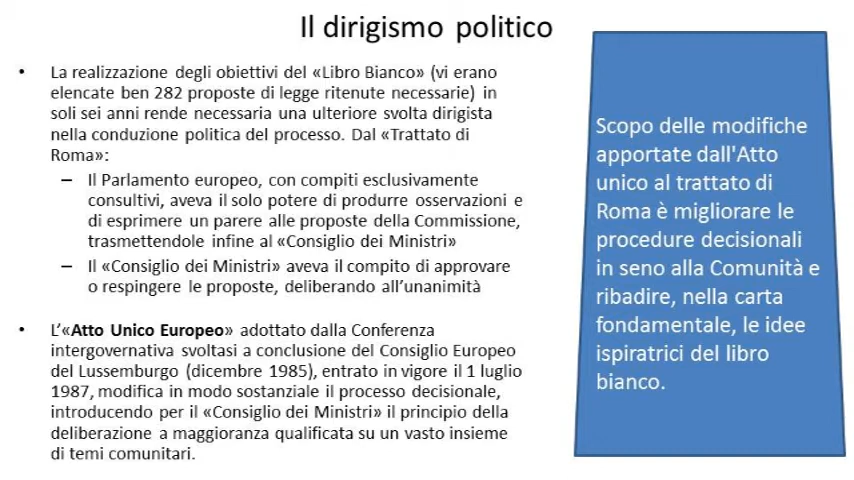 Il dirigismo politico
• La realizzazione degli obiettivi del «Libro Bianco» (vi erano
elencate ben 282 proposte di legge ritenute necessarie) in
soli sei anni rende necessaria una ulteriore svolta dirigista
nella conduzione politica del processo. Dal «Trattato di
Roma»:
– Il Parlamento europeo, con compiti esclusivamente
consultivi, aveva il solo potere di produrre osservazioni e
di esprimere un parere alle proposte della Commissione,
trasmettendole infine al «Consiglio dei Ministri»
– Il «Consiglio dei Ministri» aveva il compito di approvare
o respingere le proposte, deliberando all'unanimità
• L'«Atto Unico Europeo» adottato dalla Conferenza
intergovernativa svoltasi a conclusione del Consiglio Europeo
del Lussemburgo (dicembre 1985), entrato in vigore il 1 luglio
1987, modifica in modo sostanziale il processo decisionale,
introducendo per il «Consiglio dei Ministri» il principio della
deliberazione a maggioranza qualificata su un vasto insieme
di temi comunitari.
Scopo delle modifiche
apportate dall'Atto
unico al trattato di
Roma è migliorare le
procedure decisionali
in seno alla Comunità e
ribadire, nella carta
fondamentale, le idee
ispiratrici del libro
bianco.